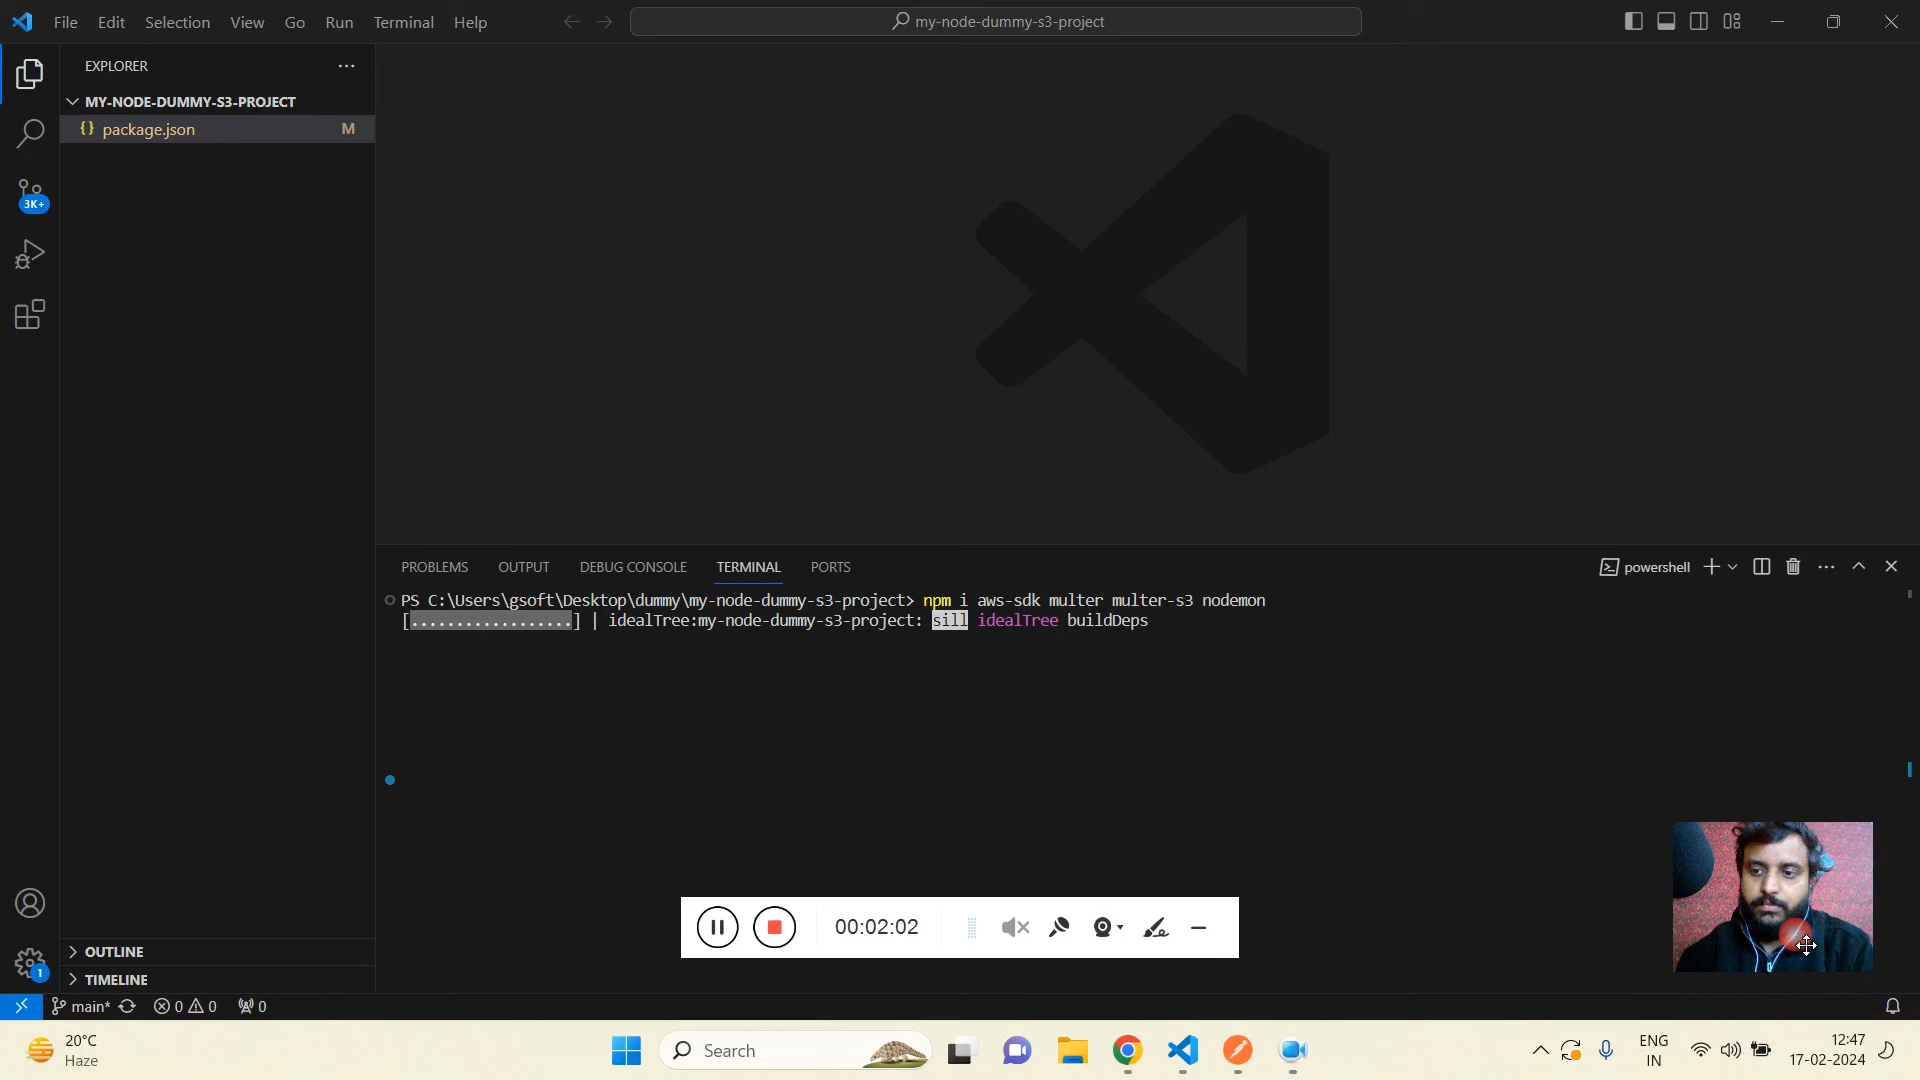 File Edit Selection View Go Run Terminal Help
my-node-dummy-s3-project
EXPLORER
MY-NODE-DUMMY-S3-PROJECT
{} package.json M
3K+
PROBLEMS OUTPUT DEBUG CONSOLE TERMINAL PORTS
powershell
PS C:\Users\gsoft\Desktop\dummy\my-node-dummy-s3-project> npm i aws-sdk multer multer-s3 nodemon
[..................] | idealTree:my-node-dummy-s3-project: sill idealTree buildDeps
00:02:02
1
OUTLINE
TIMELINE
main* 0 0 0
20°C
Haze
Search
ENG
IN
12:47
17-02-2024